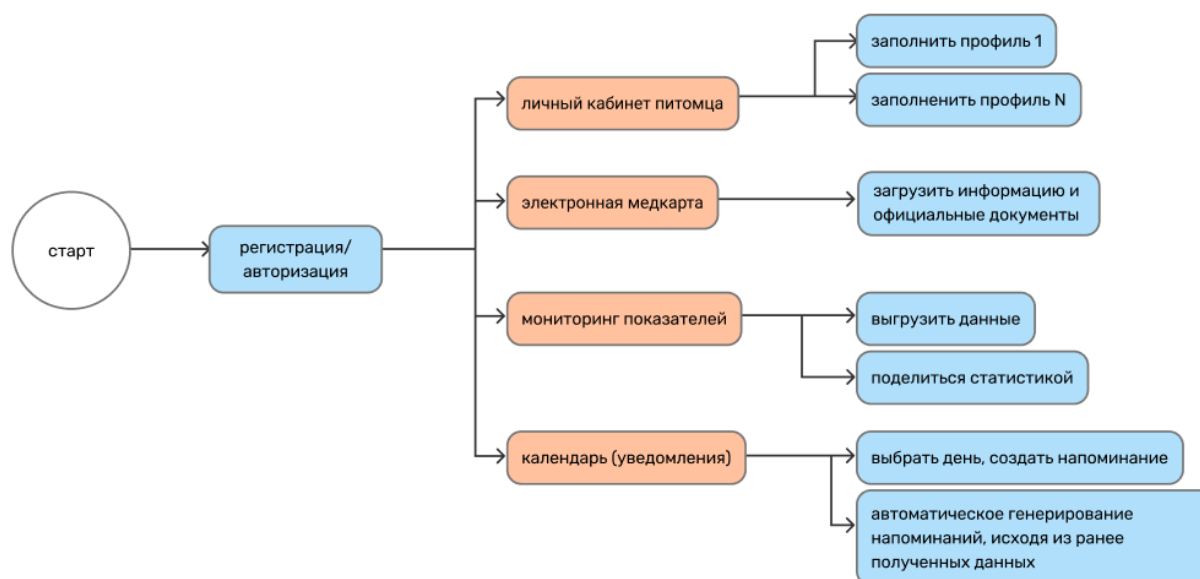 старт
регистрация/
авторизация
личный кабинет питомца
заполнить профиль 1
заполненить профиль N
электронная медкарта
загрузить информацию и
официальные документы
мониторинг показателей
выгрузить данные
поделиться статистикой
календарь (уведомления)
выбрать день, создать напоминание
автоматическое генерирование
напоминаний, исходя из ранее
полученных данных